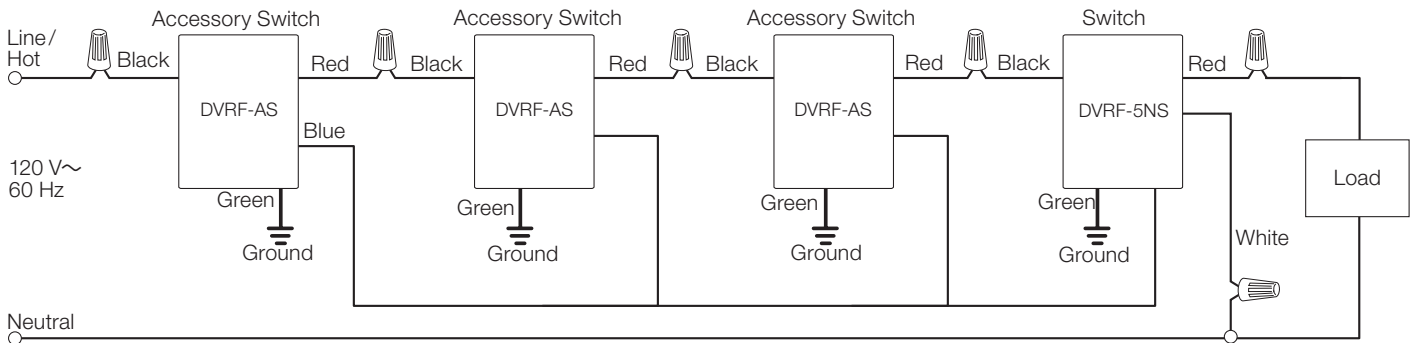 Accessory Switch
Accessory Switch
Accessory Switch
Switch
Line/
Hot
Black
Red
Black
Red
Black
Red
Black
Red
DVRF-AS
DVRF-AS
DVRF-AS
DVRF-5NS
Blue
120 V~
60 Hz
Load
Green
Green
Green
Green
Ground
Ground
Ground
Ground
White
Neutral